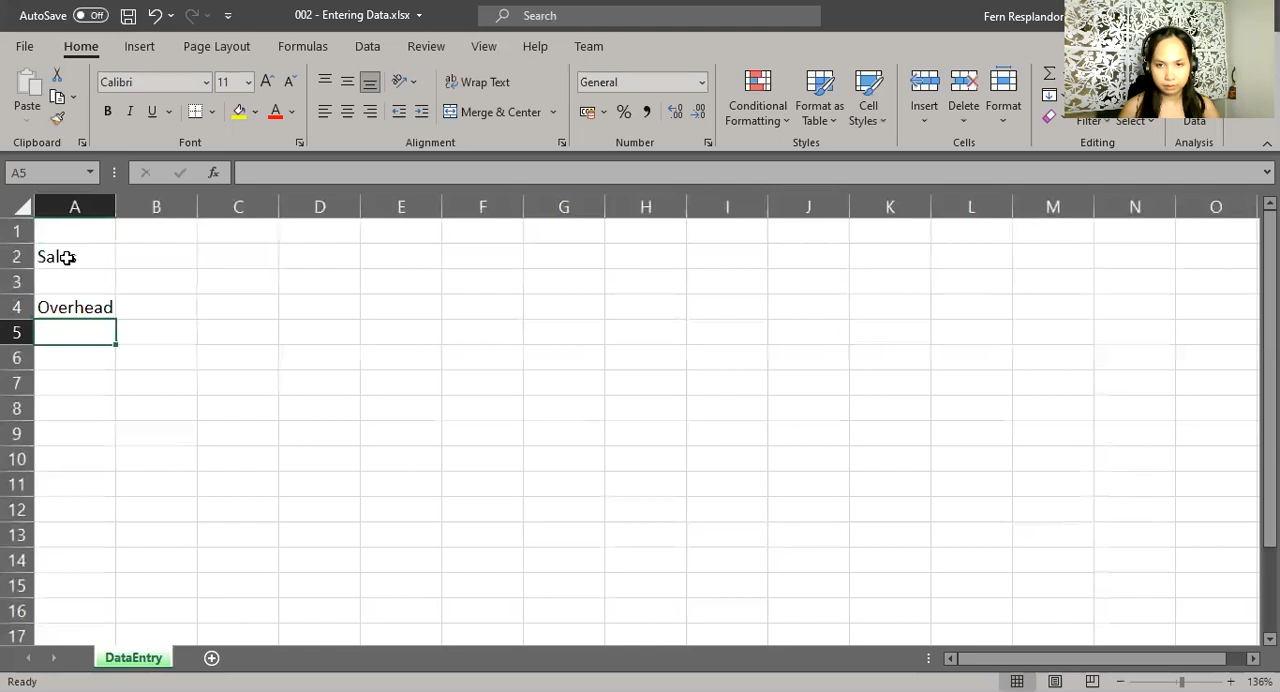 AutoSave Off 002 - Entering Data.xlsx Search Fern Resplandor
File Home Insert Page Layout Formulas Data Review View Help Team
Paste Calibri 11 Wrap Text General Conditional Formatting Format as Table Cell Styles Insert Delete Format
B I U Merge & Center % Filter Select Data
Clipboard Font Alignment Number Styles Cells Editing Analysis
A5 fx
A B C D E F G H I J K L M N O
1
2 Sales
3
4 Overhead
5
6
7
8
9
10
11
12
13
14
15
16
17
DataEntry
Ready 136%